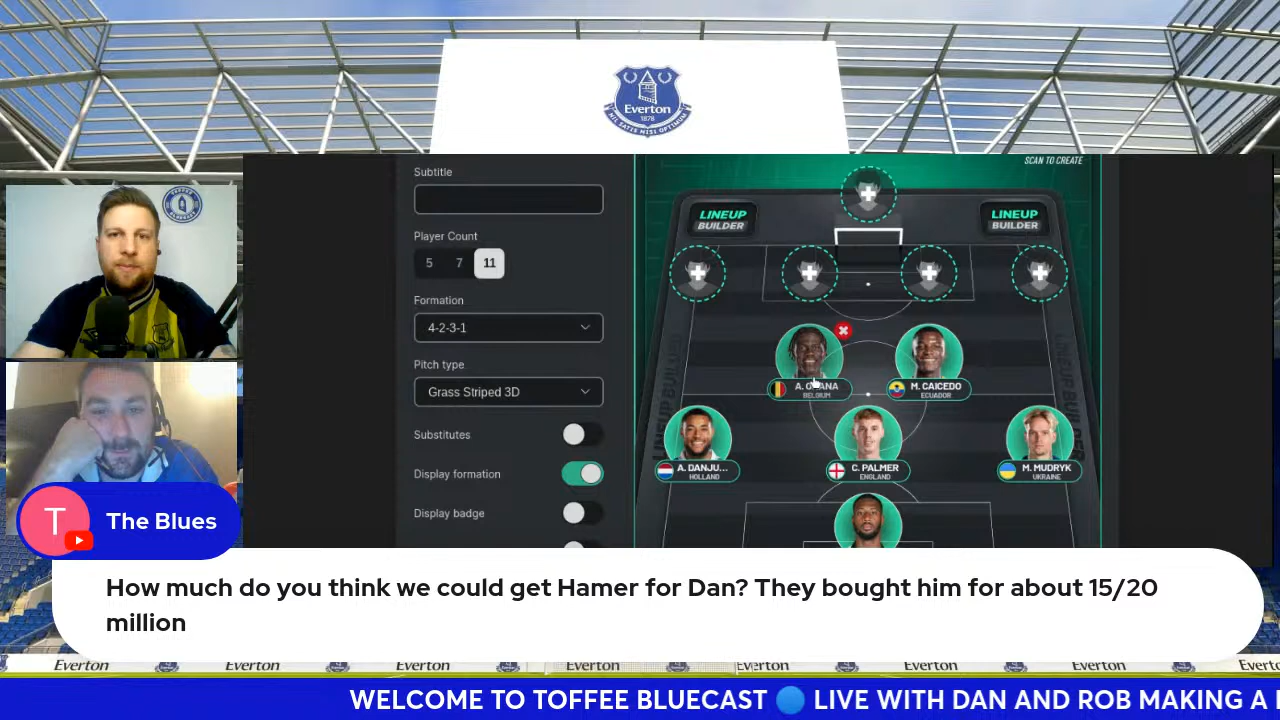 Everton
1878
NIL SATIS NISI OPTIMUM
Subtitle
SCAN TO CREATE
LINEUP
BUILDER
LINEUP
BUILDER
Player Count
5 7 11
Formation
4-2-3-1
Pitch type
Grass Striped 3D
Substitutes
Display formation
Display badge
BELGIUM
M. CAICEDO
ECUADOR
A. DANJU...
HOLLAND
C. PALMER
ENGLAND
M. MUDRYK
UKRAINE
T The Blues
How much do you think we could get Hamer for Dan? They bought him for about 15/20
million
Everton Everton Everton Everton Everton Everton Everton
WELCOME TO TOFFEE BLUECAST 🔵 LIVE WITH DAN AND ROB MAKING A